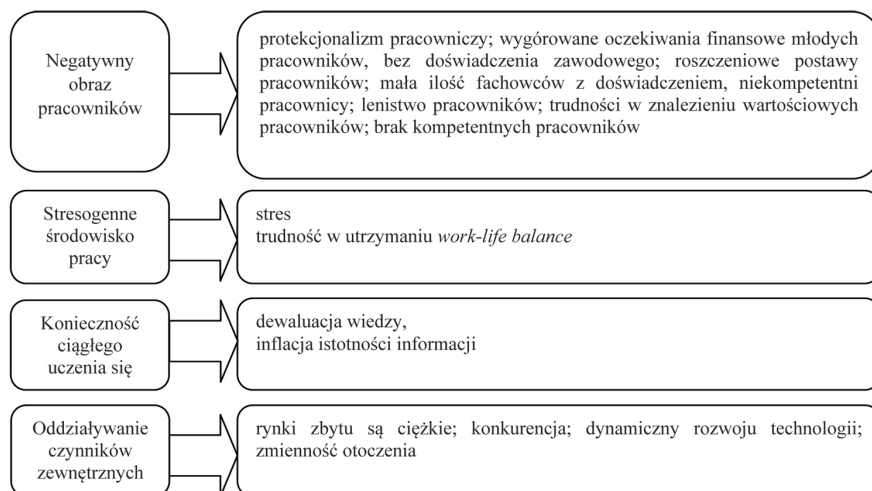 Negatywny
obraz
pracowników
protekcjonalizm pracowniczy; wygórowane oczekiwania finansowe młodych
pracowników, bez doświadczenia zawodowego; roszczeniowe postawy
pracowników; mała ilość fachowców z doświadczeniem, niekompetentni
pracownicy; lenistwo pracowników; trudności w znalezieniu wartościowych
pracowników; brak kompetentnych pracowników
Stresogenne
środowisko
pracy
stres
trudność w utrzymaniu work-life balance
Konieczność
ciągłego
uczenia się
dewaluacja wiedzy,
inflacja istotności informacji
Oddziaływanie
czynników
zewnętrznych
rynki zbytu są ciężkie; konkurencja; dynamiczny rozwoju technologii;
zmienność otoczenia